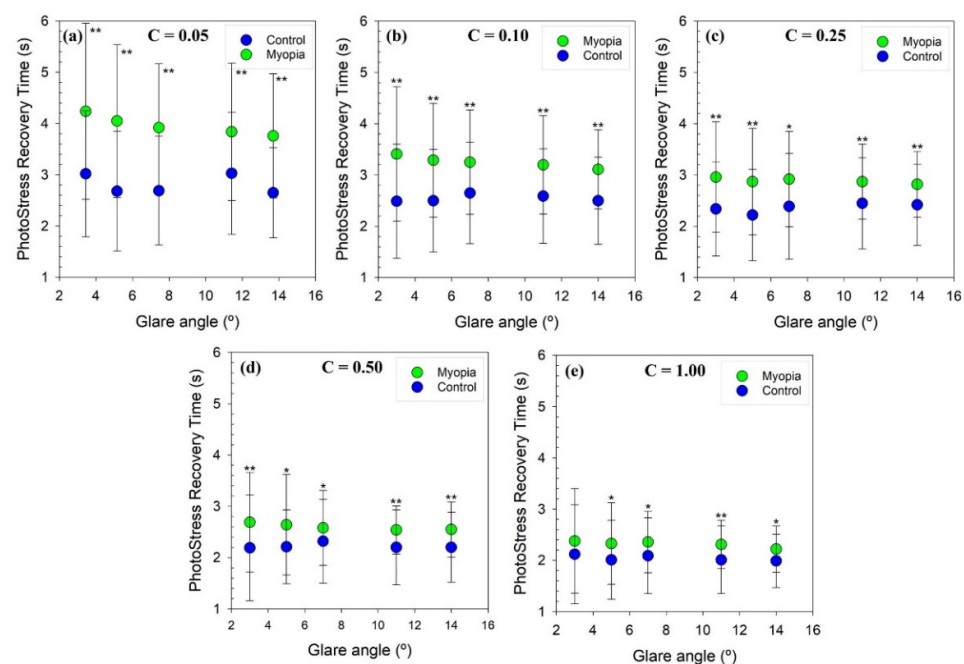 (a) C = 0.05
Control
Myopia
** ** ** ** **
PhotoStress Recovery Time (s)
6
5
4
3
2
1
2 4 6 8 10 12 14 16
Glare angle (º)
(b) C = 0.10
Myopia
Control
** ** ** ** **
PhotoStress Recovery Time (s)
6
5
4
3
2
1
2 4 6 8 10 12 14 16
Glare angle (º)
(c) C = 0.25
Myopia
Control
** ** * ** **
PhotoStress Recovery Time (s)
6
5
4
3
2
1
2 4 6 8 10 12 14 16
Glare angle (º)
(d) C = 0.50
Myopia
Control
** * * ** **
PhotoStress Recovery Time (s)
6
5
4
3
2
1
2 4 6 8 10 12 14 16
Glare angle (º)
(e) C = 1.00
Myopia
Control
* * ** *
PhotoStress Recovery Time (s)
6
5
4
3
2
1
2 4 6 8 10 12 14 16
Glare angle (º)